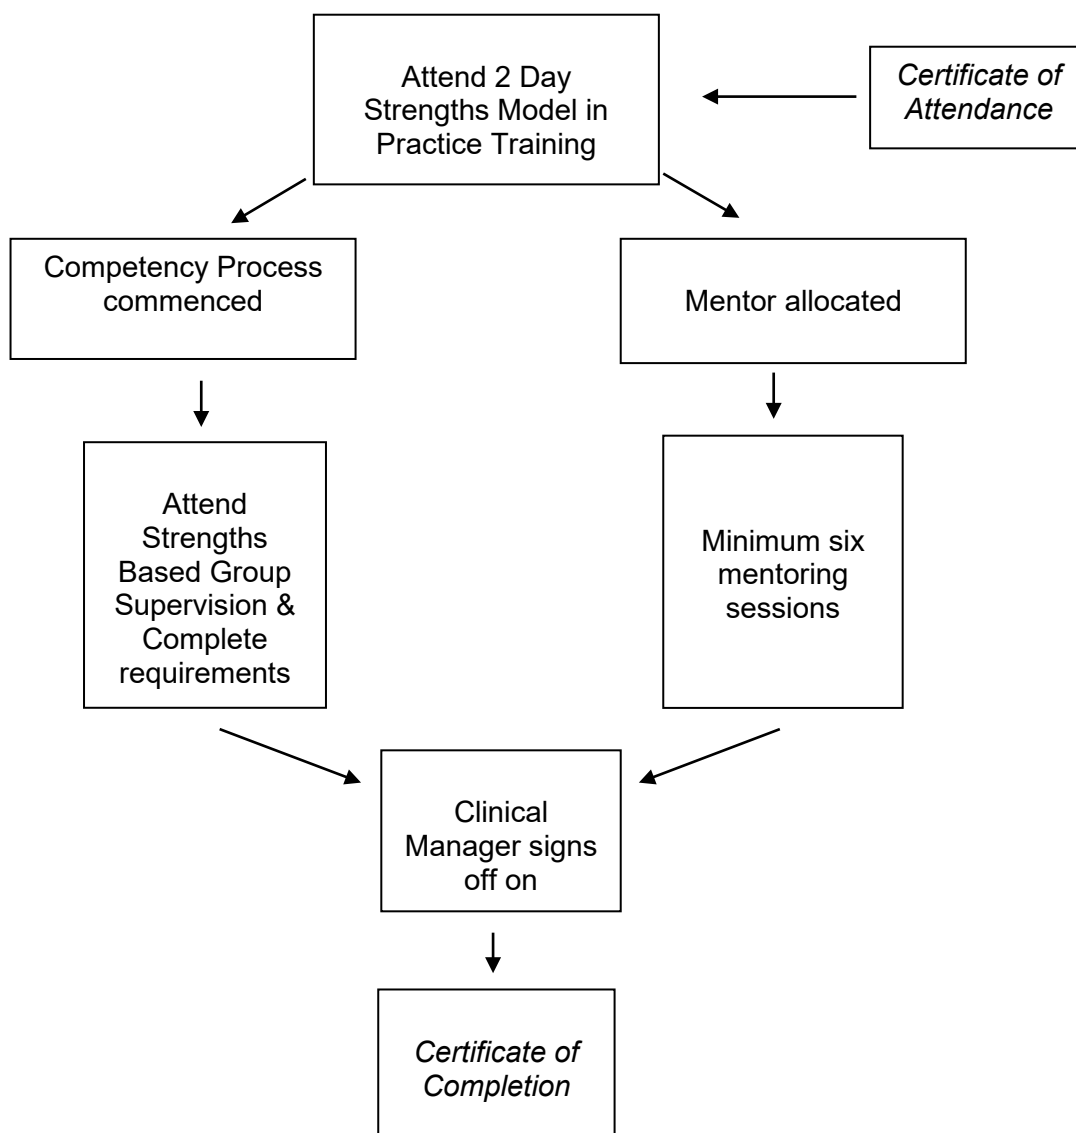 Attend 2 Day
Strengths Model in
Practice Training
Certificate of
Attendance
Competency Process
commenced
Mentor allocated
Attend
Strengths
Based Group
Supervision &
Complete
requirements
Minimum six
mentoring
sessions
Clinical
Manager signs
off on
Certificate of
Completion